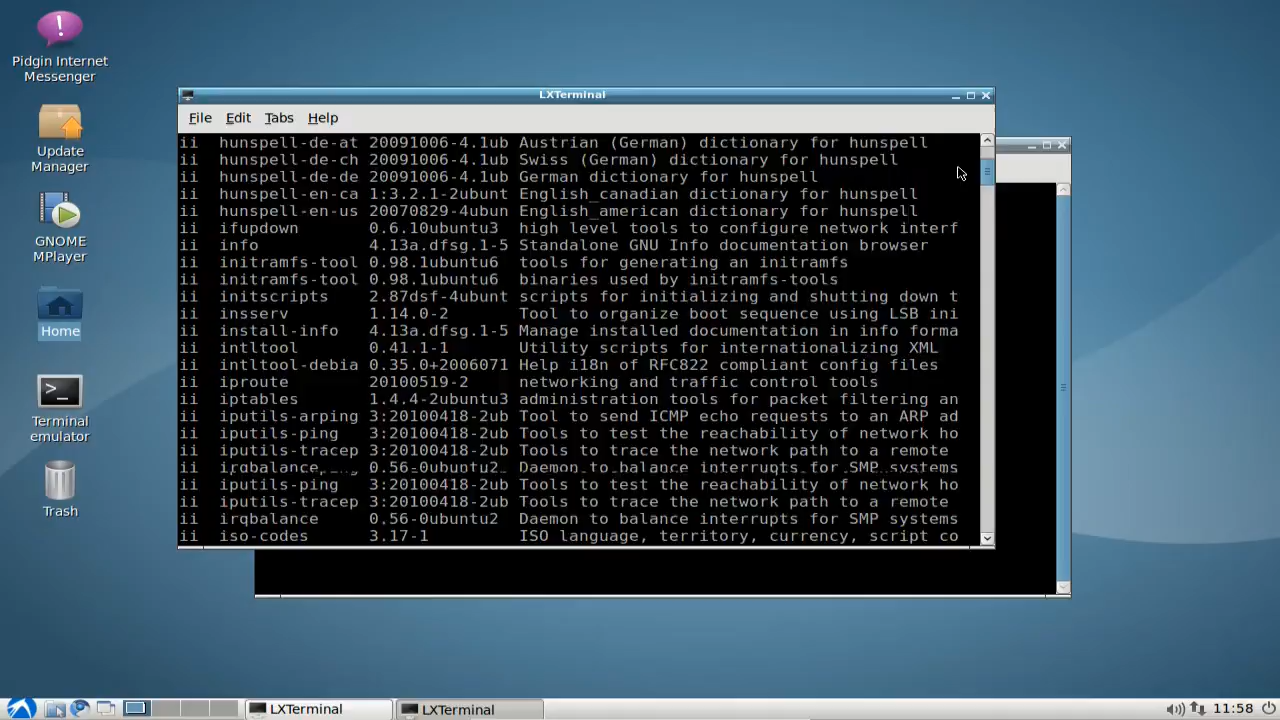 Pidgin Internet
Messenger
Update
Manager
GNOME
MPlayer
Home
Terminal
emulator
Trash
LXTerminal
File Edit Tabs Help
ii hunspell-de-at 20091006-4.1ub Austrian (German) dictionary for hunspell
ii hunspell-de-ch 20091006-4.1ub Swiss (German) dictionary for hunspell
ii hunspell-de-de 20091006-4.1ub German dictionary for hunspell
ii hunspell-en-ca 1:3.2.1-2ubunt English_canadian dictionary for hunspell
ii hunspell-en-us 20070829-4ubun English_american dictionary for hunspell
ii ifupdown 0.6.10ubuntu3 high level tools to configure network interf
ii info 4.13a.dfsg.1-5 Standalone GNU Info documentation browser
ii initramfs-tool 0.98.1ubuntu6 tools for generating an initramfs
ii initramfs-tool 0.98.1ubuntu6 binaries used by initramfs-tools
ii initscripts 2.87dsf-4ubunt scripts for initializing and shutting down t
ii insserv 1.14.0-2 Tool to organize boot sequence using LSB ini
ii install-info 4.13a.dfsg.1-5 Manage installed documentation in info forma
ii intltool 0.41.1-1 Utility scripts for internationalizing XML
ii intltool-debia 0.35.0+2006071 Help i18n of RFC822 compliant config files
ii iproute 20100519-2 networking and traffic control tools
ii iptables 1.4.4-2ubuntu3 administration tools for packet filtering an
ii iputils-arping 3:20100418-2ub Tool to send ICMP echo requests to an ARP ad
ii iputils-ping 3:20100418-2ub Tools to test the reachability of network ho
ii iputils-tracep 3:20100418-2ub Tools to trace the network path to a remote
ii irqbalance 0.56-0ubuntu2 Daemon to balance interrupts for SMP systems
ii iputils-ping 3:20100418-2ub Tools to test the reachability of network ho
ii iputils-tracep 3:20100418-2ub Tools to trace the network path to a remote
ii irqbalance 0.56-0ubuntu2 Daemon to balance interrupts for SMP systems
ii iso-codes 3.17-1 ISO language, territory, currency, script co
LXTerminal LXTerminal 11:58